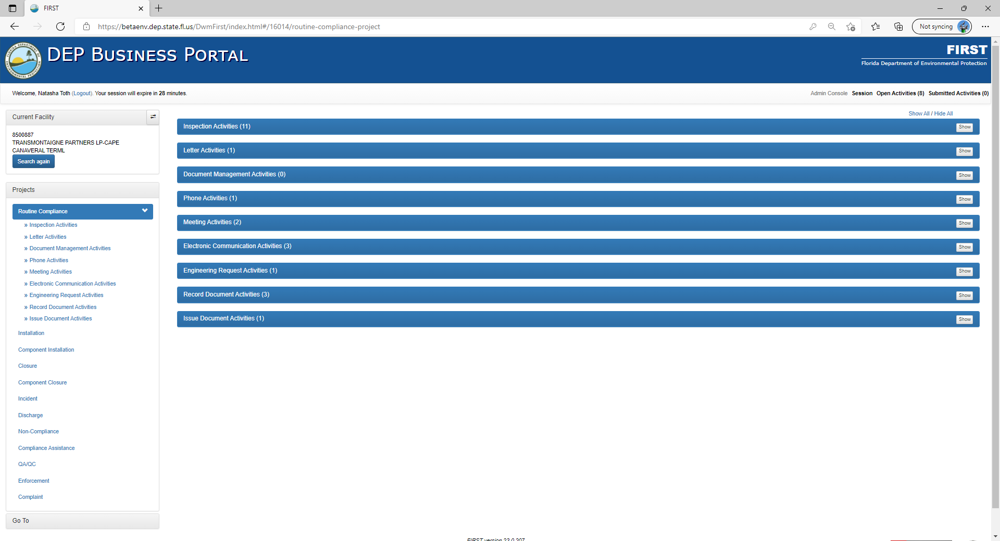 FIRST
https://betaenv.dep.state.fl.us/DwmFirst/index.html#/16014/routine-compliance-project
Not syncing
DEP Business Portal
FIRST
Florida Department of Environmental Protection
Welcome, Natasha Toth (Logout). Your session will expire in 28 minutes.
Admin Console Session Open Activities (8) Submitted Activities (0)
Current Facility
8500887
TRANSMONTAIGNE PARTNERS LP-CAPE
CANAVERAL TERML
Search again
Projects
Routine Compliance
» Inspection Activities
» Letter Activities
» Document Management Activities
» Phone Activities
» Meeting Activities
» Electronic Communication Activities
» Engineering Request Activities
» Record Document Activities
» Issue Document Activities
Installation
Component Installation
Closure
Component Closure
Incident
Discharge
Non-Compliance
Compliance Assistance
QA/QC
Enforcement
Complaint
Go To
Show All / Hide All
Inspection Activities (11) Show
Letter Activities (1) Show
Document Management Activities (0) Show
Phone Activities (1) Show
Meeting Activities (2) Show
Electronic Communication Activities (3) Show
Engineering Request Activities (1) Show
Record Document Activities (3) Show
Issue Document Activities (1) Show
FIRST version 23.0.207